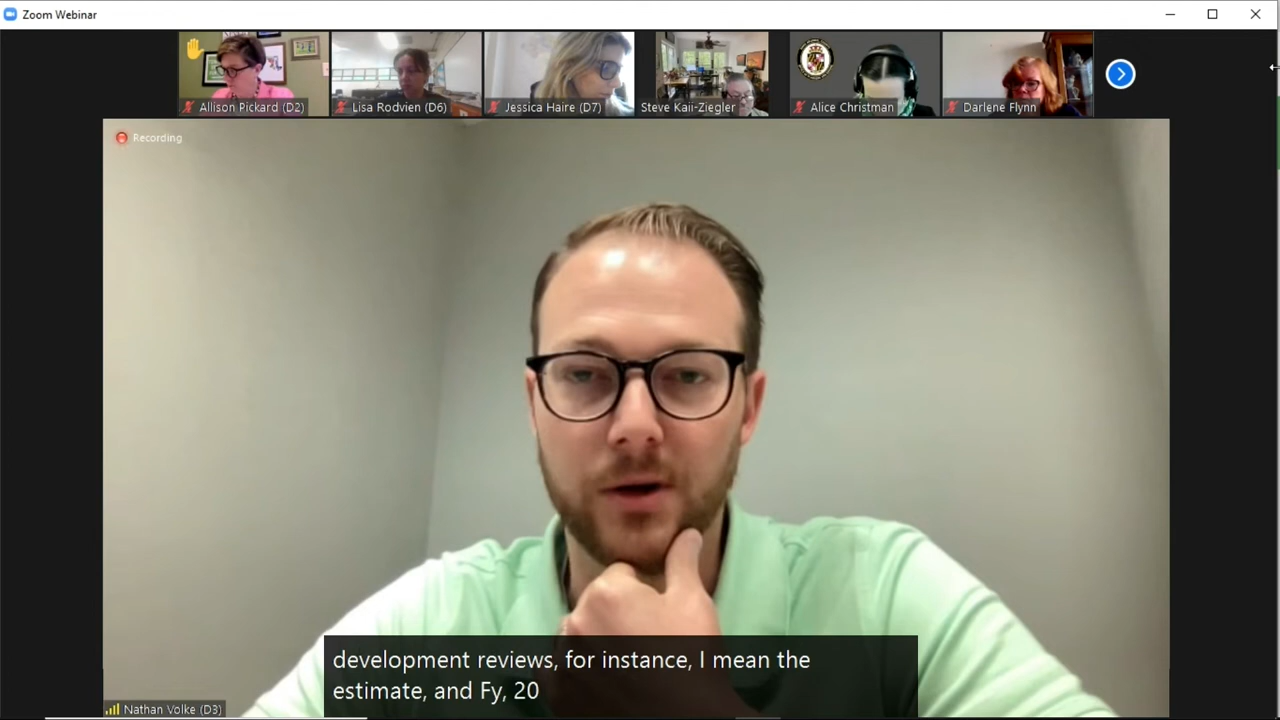 Zoom Webinar
Allison Pickard (D2)
Lisa Rodvien (D6)
Jessica Haire (D7)
Steve Kaii-Ziegler
Alice Christman
Darlene Flynn
Recording
development reviews, for instance, I mean the
estimate, and Fy, 20
Nathan Volke (D3)